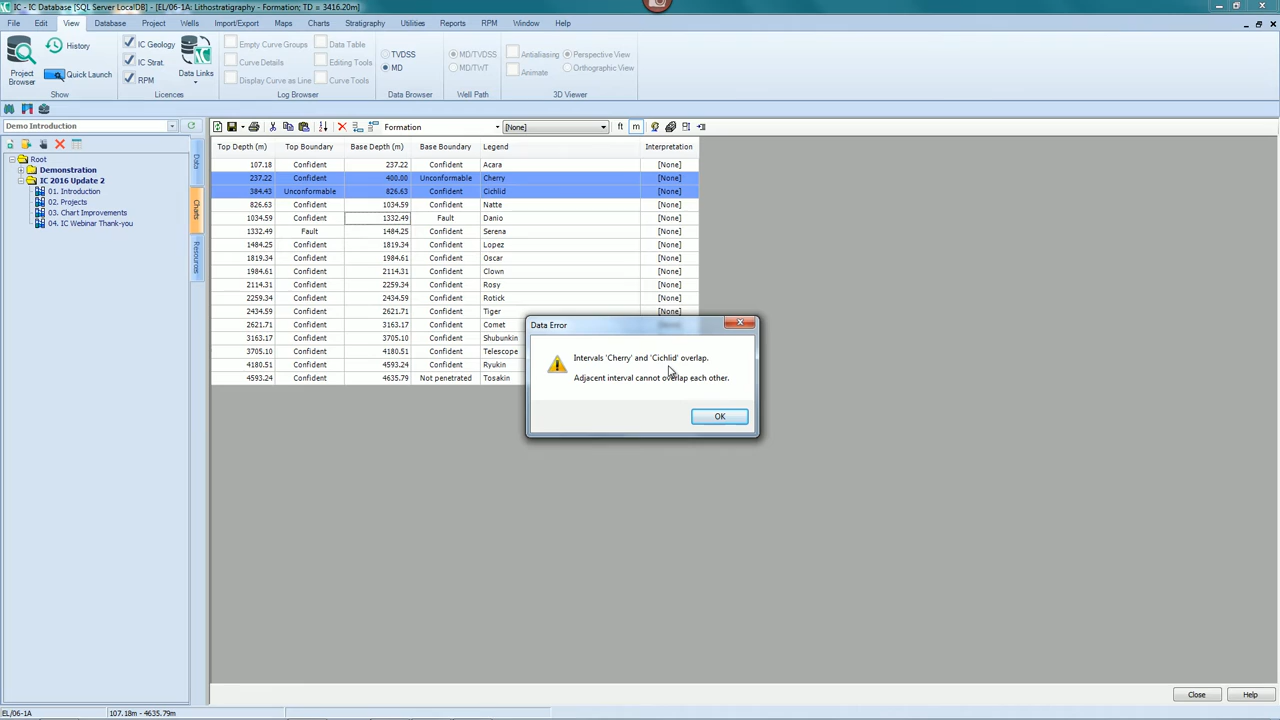 IC - IC Database [SQL Server LocalDB] - [EL/06-1A: Lithostratigraphy - Formation; TD = 3416.20m]
File Edit View Database Project Wells Import/Export Maps Charts Stratigraphy Utilities Reports RPM Window Help
Project Browser
History
Quick Launch
Show
IC Geology
IC Strat.
RPM
Data Links
Licences
Empty Curve Groups
Curve Details
Display Curve as Line
Data Table
Editing Tools
Curve Tools
Log Browser
TVDSS
MD
Data Browser
MD/TVDSS
MD/TWT
Well Path
Antialiasing
Animate
Perspective View
Orthographic View
3D Viewer
Demo Introduction
Root
Demonstration
IC 2016 Update 2
01. Introduction
02. Projects
03. Chart Improvements
04. IC Webinar Thank-you
Data
Charts
Resources
Formation [None] ft m
Top Depth (m) Top Boundary Base Depth (m) Base Boundary Legend Interpretation
107.18 Confident 237.22 Confident Acara [None]
237.22 Confident 400.00 Unconformable Cherry [None]
384.43 Unconformable 826.63 Confident Cichlid [None]
826.63 Confident 1034.59 Confident Natte [None]
1034.59 Confident 1332.49 Fault Danio [None]
1332.49 Fault 1484.25 Confident Serena [None]
1484.25 Confident 1819.34 Confident Lopez [None]
1819.34 Confident 1984.61 Confident Oscar [None]
1984.61 Confident 2114.31 Confident Clown [None]
2114.31 Confident 2259.34 Confident Rosy [None]
2259.34 Confident 2434.59 Confident Rotick [None]
2434.59 Confident 2621.71 Confident Tiger [None]
2621.71 Confident 3163.17 Confident Comet [None]
3163.17 Confident 3705.10 Confident Shubunkin
3705.10 Confident 4180.51 Confident Telescope
4180.51 Confident 4593.24 Confident Ryukin
4593.24 Confident 4635.79 Not penetrated Tosakin
Data Error
Intervals 'Cherry' and 'Cichlid' overlap.
Adjacent interval cannot overlap each other.
OK
Close Help
EL/06-1A 107.18m - 4635.79m